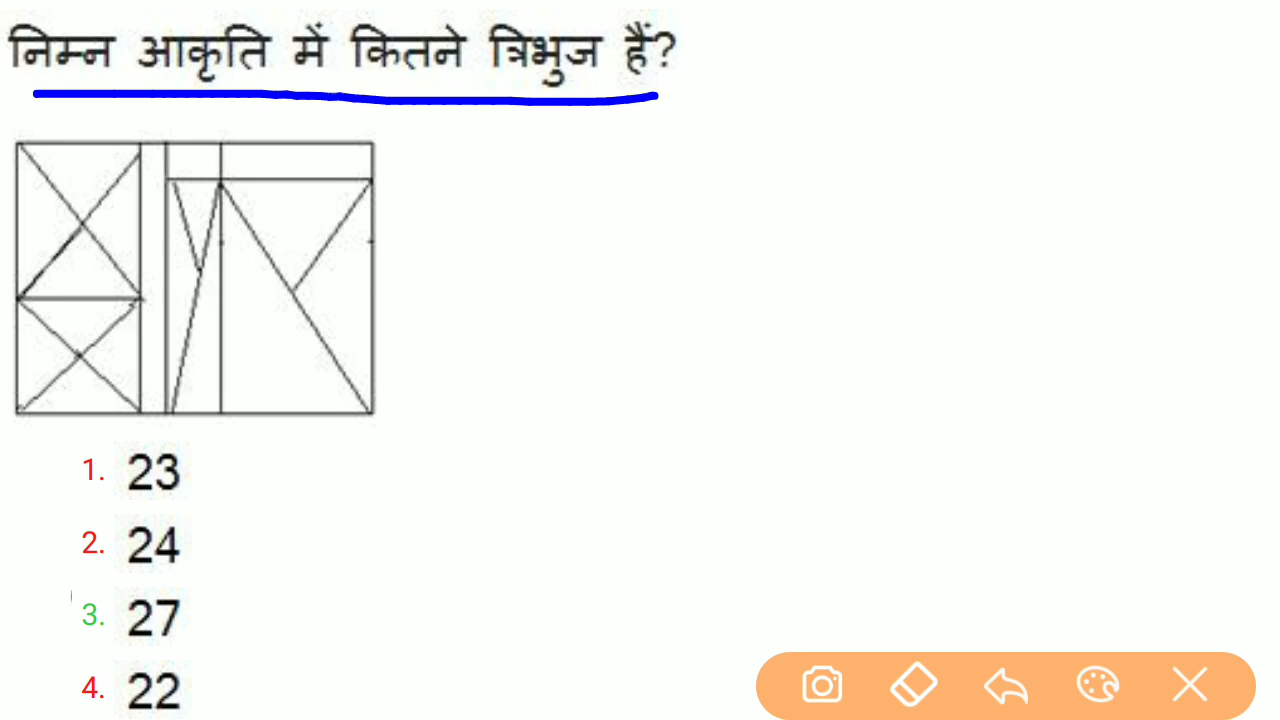 निम्न आकृति में कितने त्रिभुज हैं?
1. 23
2. 24
3. 27
4. 22